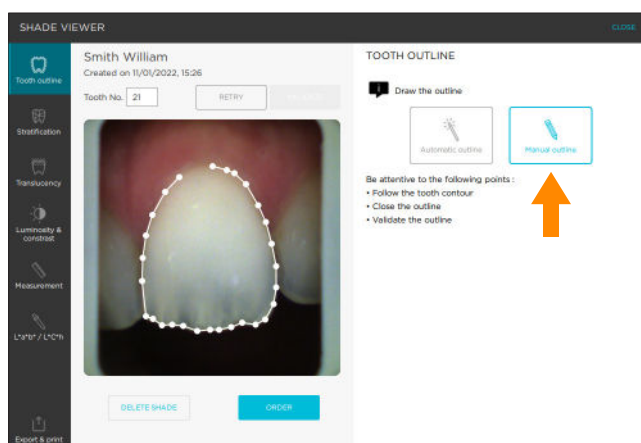 SHADE VIEWER
CLOSE
Tooth outline
Stratification
Translucency
Luminosity &
constrast
Measurement
L*a*b* / L*C*h
Export & print
Smith William
Created on 11/01/2022, 15:26
Tooth No. 21
RETRY
DELETE SHADE
ORDER
TOOTH OUTLINE
Draw the outline
Automatic outline
Manual outline
Be attentive to the following points :
• Follow the tooth contour
• Close the outline
• Validate the outline